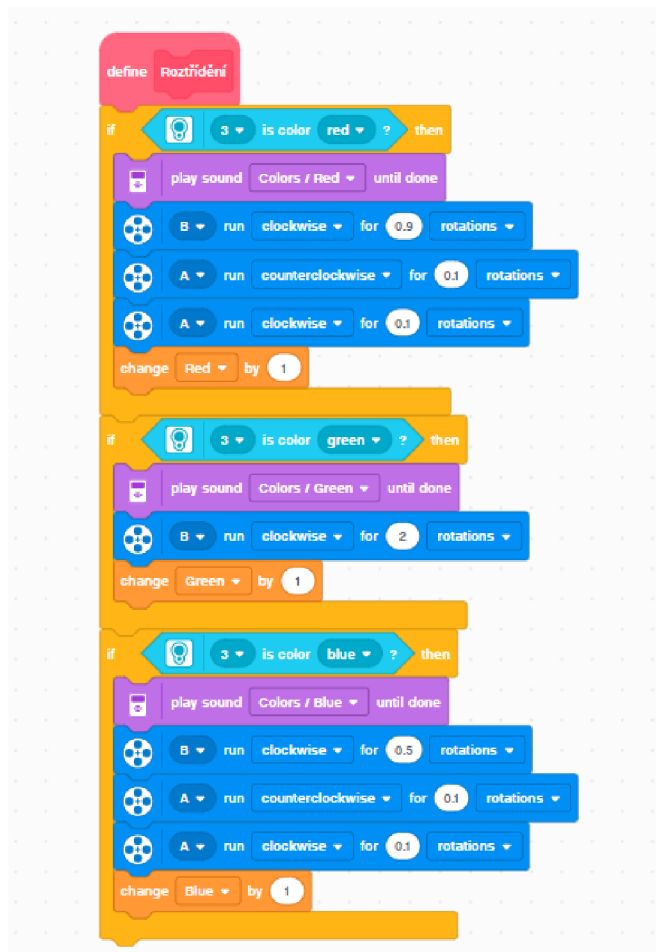 define Roztřídění
if 3 is color red ? then
play sound Colors / Red until done
B run clockwise for 0.9 rotations
A run counterclockwise for 0.1 rotations
A run clockwise for 0.1 rotations
change Red by 1
if 3 is color green ? then
play sound Colors / Green until done
B run clockwise for 2 rotations
change Green by 1
if 3 is color blue ? then
play sound Colors / Blue until done
B run clockwise for 0.5 rotations
A run counterclockwise for 0.1 rotations
A run clockwise for 0.1 rotations
change Blue by 1